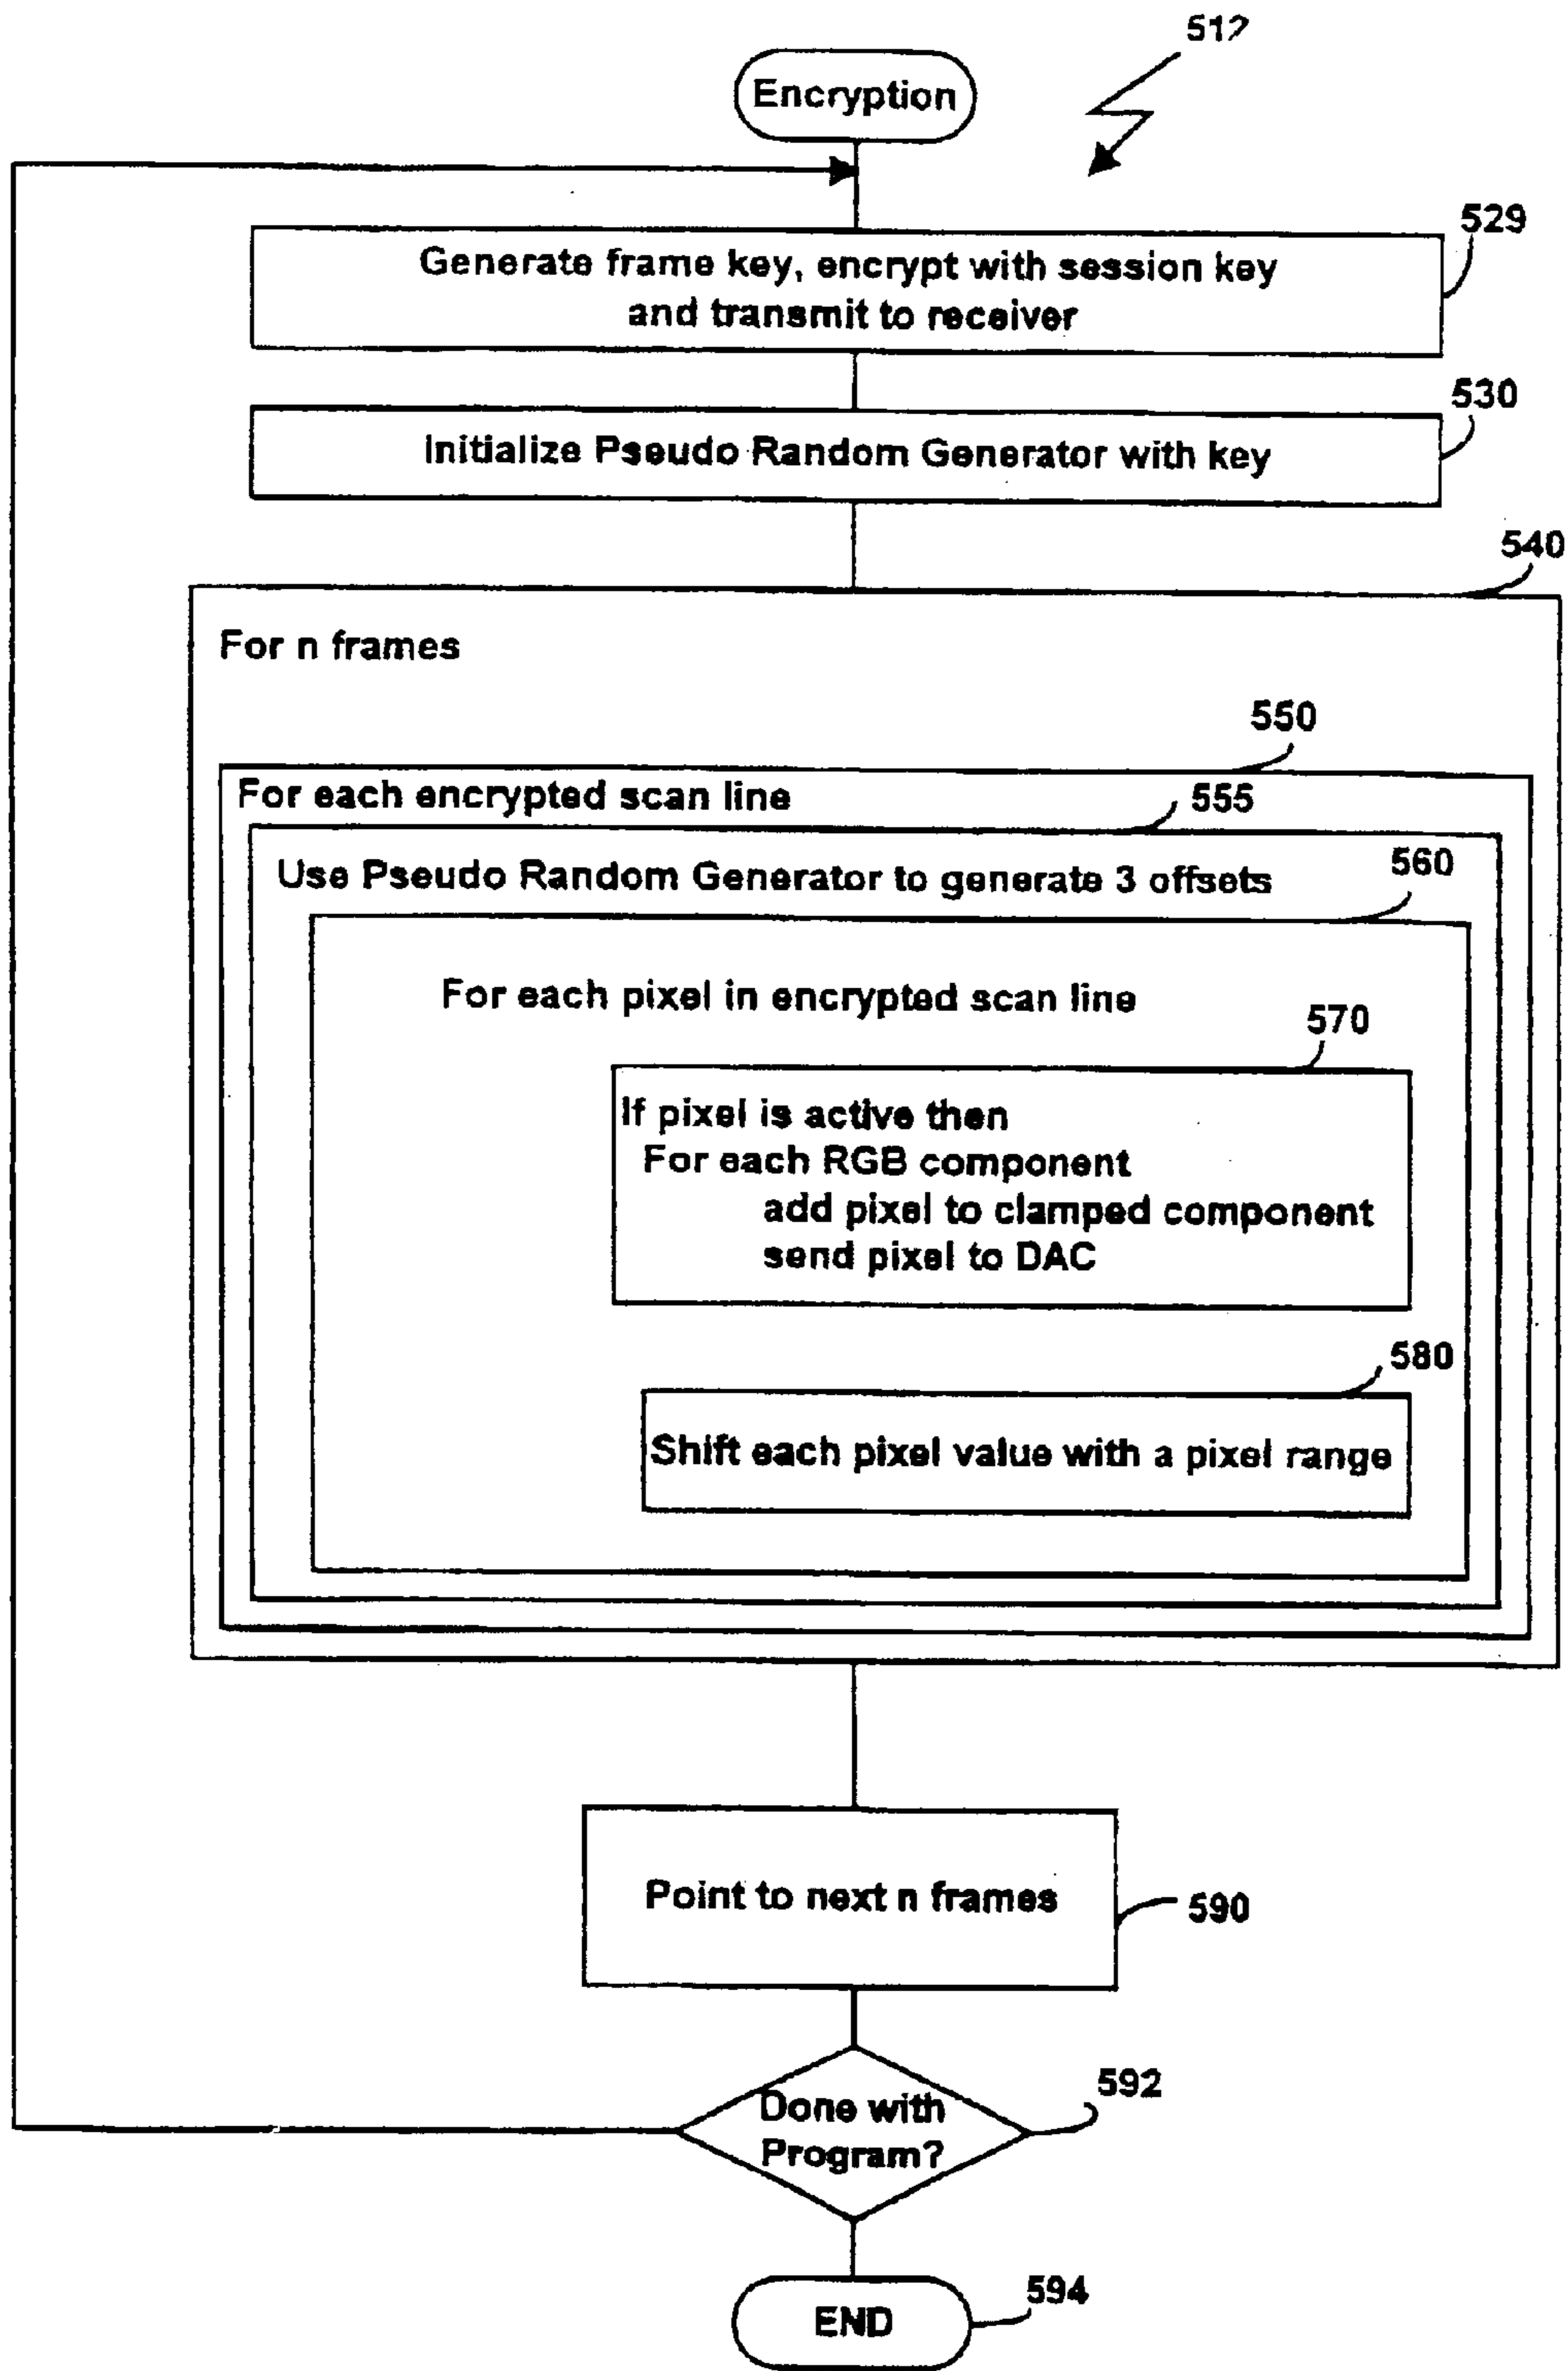 512
Encryption
529
Generate frame key, encrypt with session key
and transmit to receiver
530
Initialize Pseudo Random Generator with key
540
For n frames
550
For each encrypted scan line
555
Use Pseudo Random Generator to generate 3 offsets
560
For each pixel in encrypted scan line
570
If pixel is active then
For each RGB component
add pixel to clamped component
send pixel to DAC
580
Shift each pixel value with a pixel range
Point to next n frames
590
592
Done with
Program?
594
END